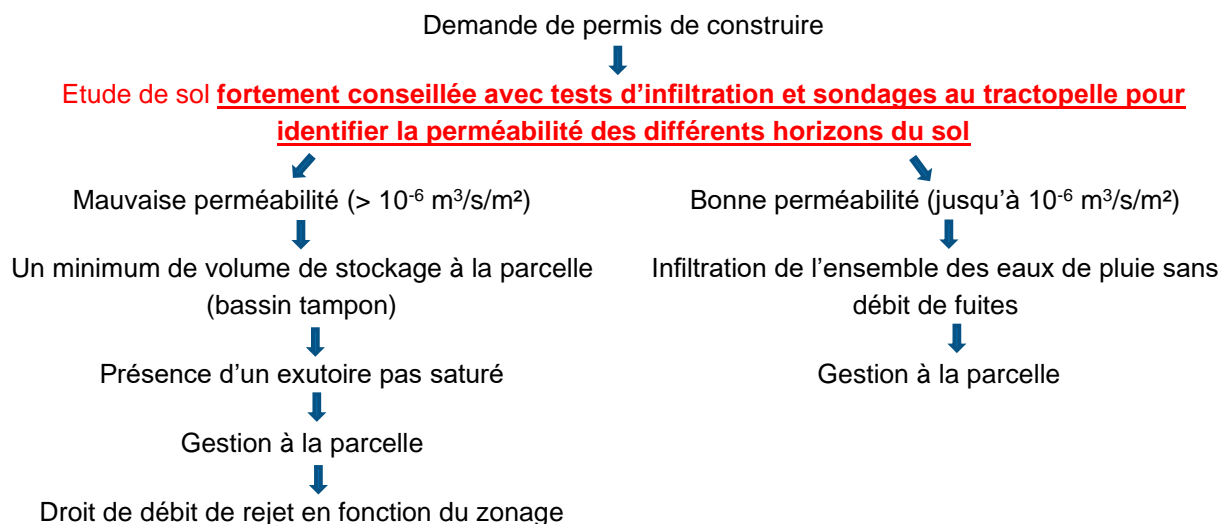 Demande de permis de construire
Etude de sol fortement conseillée avec tests d’infiltration et sondages au tractopelle pour
identifier la perméabilité des différents horizons du sol
Mauvaise perméabilité (> 10⁻⁶ m³/s/m²)
Un minimum de volume de stockage à la parcelle
(bassin tampon)
Présence d’un exutoire pas saturé
Gestion à la parcelle
Droit de débit de rejet en fonction du zonage
Bonne perméabilité (jusqu’à 10⁻⁶ m³/s/m²)
Infiltration de l’ensemble des eaux de pluie sans
débit de fuites
Gestion à la parcelle